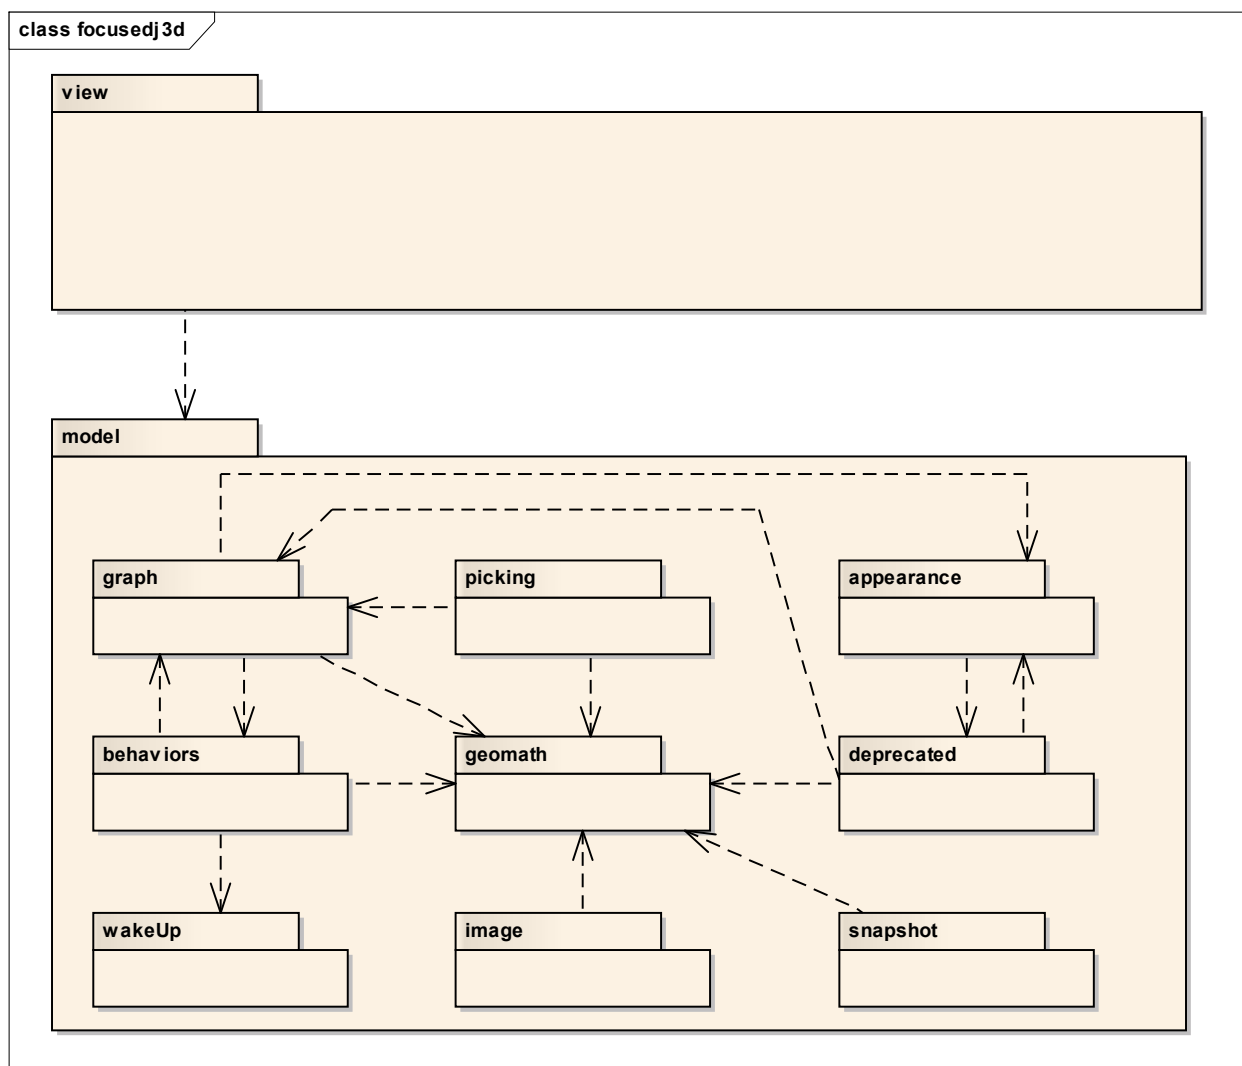 class focusedj3d
view
model
graph
picking
appearance
behaviors
geomath
deprecated
wakeUp
image
snapshot